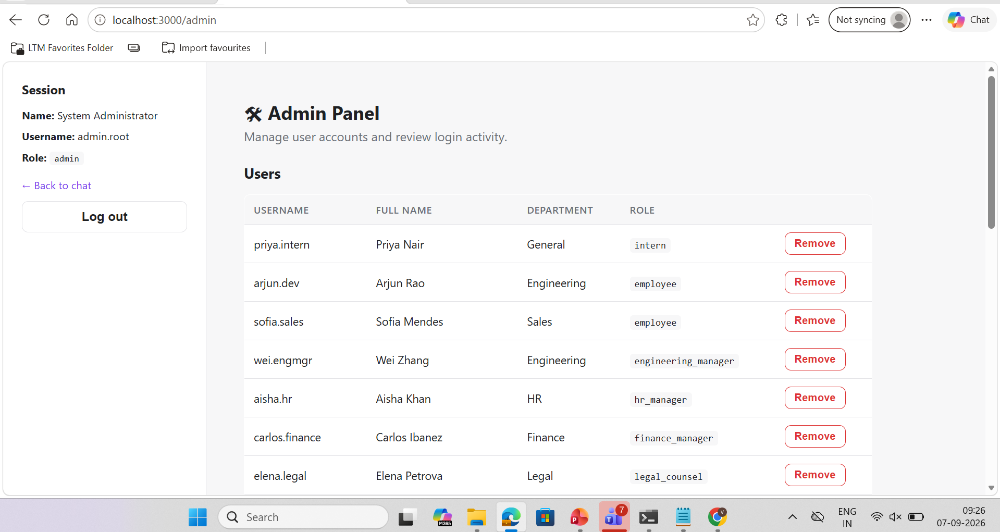 localhost:3000/admin
Not syncing
Chat
LTM Favorites Folder
Import favourites
Session
Name: System Administrator
Username: admin.root
Role: admin
← Back to chat
Log out
🛠 Admin Panel
Manage user accounts and review login activity.
Users
USERNAME FULL NAME DEPARTMENT ROLE
priya.intern Priya Nair General intern Remove
arjun.dev Arjun Rao Engineering employee Remove
sofia.sales Sofia Mendes Sales employee Remove
wei.engmgr Wei Zhang Engineering engineering_manager Remove
aisha.hr Aisha Khan HR hr_manager Remove
carlos.finance Carlos Ibanez Finance finance_manager Remove
elena.legal Elena Petrova Legal legal_counsel Remove
Search
M365
P
T
7
V
ENG
IN
09:26
07-09-2026